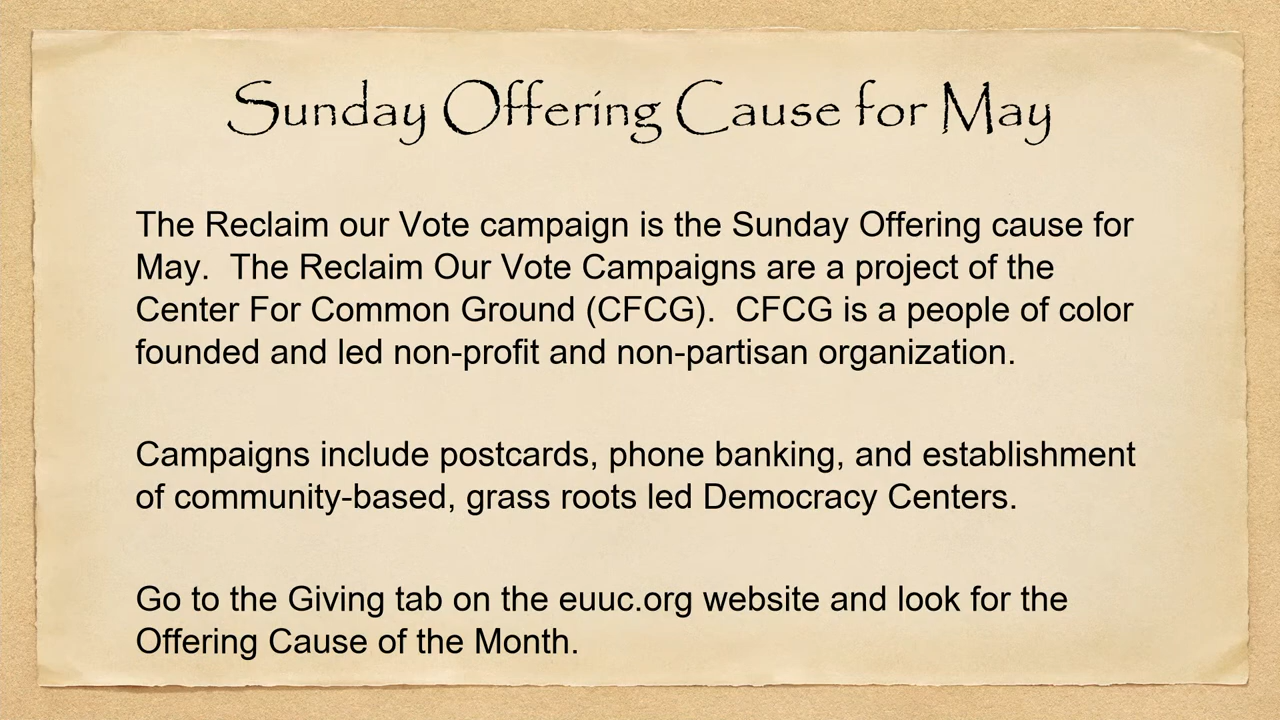 Sunday Offering Cause for May
The Reclaim our Vote campaign is the Sunday Offering cause for
May.  The Reclaim Our Vote Campaigns are a project of the
Center For Common Ground (CFCG).  CFCG is a people of color
founded and led non-profit and non-partisan organization.
Campaigns include postcards, phone banking, and establishment
of community-based, grass roots led Democracy Centers.
Go to the Giving tab on the euuc.org website and look for the
Offering Cause of the Month.